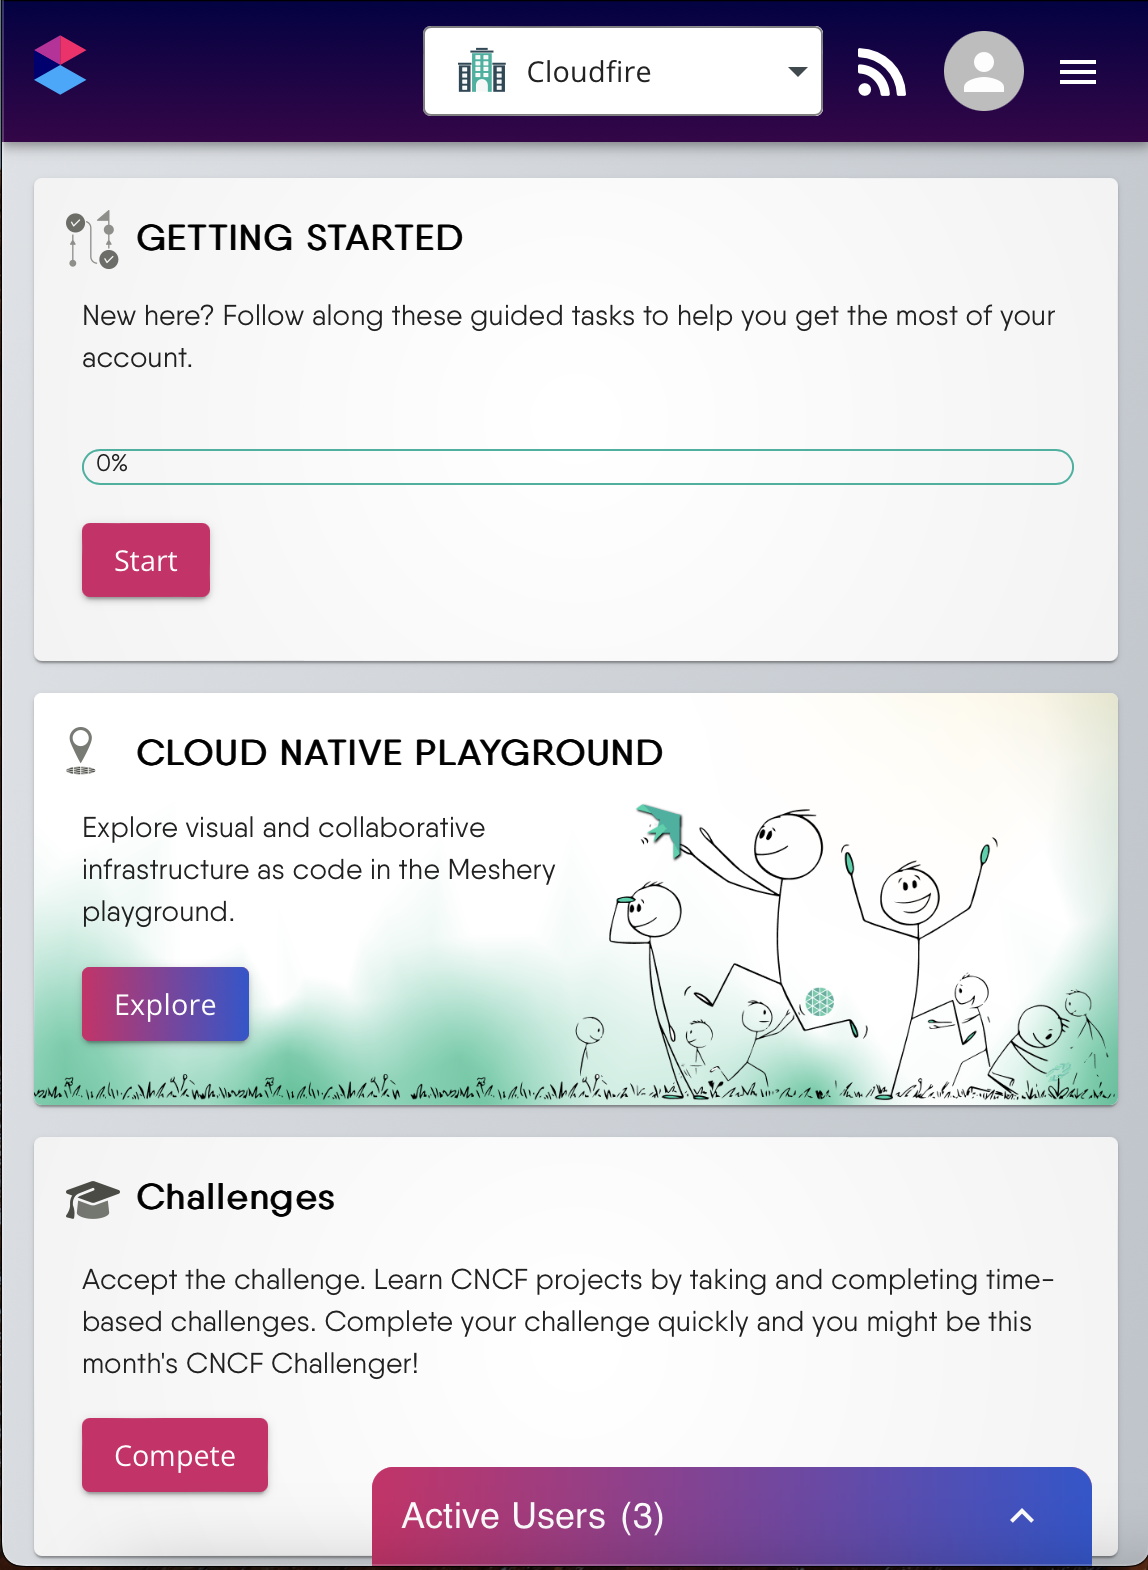 Cloudfire
GETTING STARTED
New here? Follow along these guided tasks to help you get the most of your
account.
0%
Start
CLOUD NATIVE PLAYGROUND
Explore visual and collaborative
infrastructure as code in the Meshery
playground.
Explore
Challenges
Accept the challenge. Learn CNCF projects by taking and completing time-
based challenges. Complete your challenge quickly and you might be this
month's CNCF Challenger!
Compete
Active Users (3)